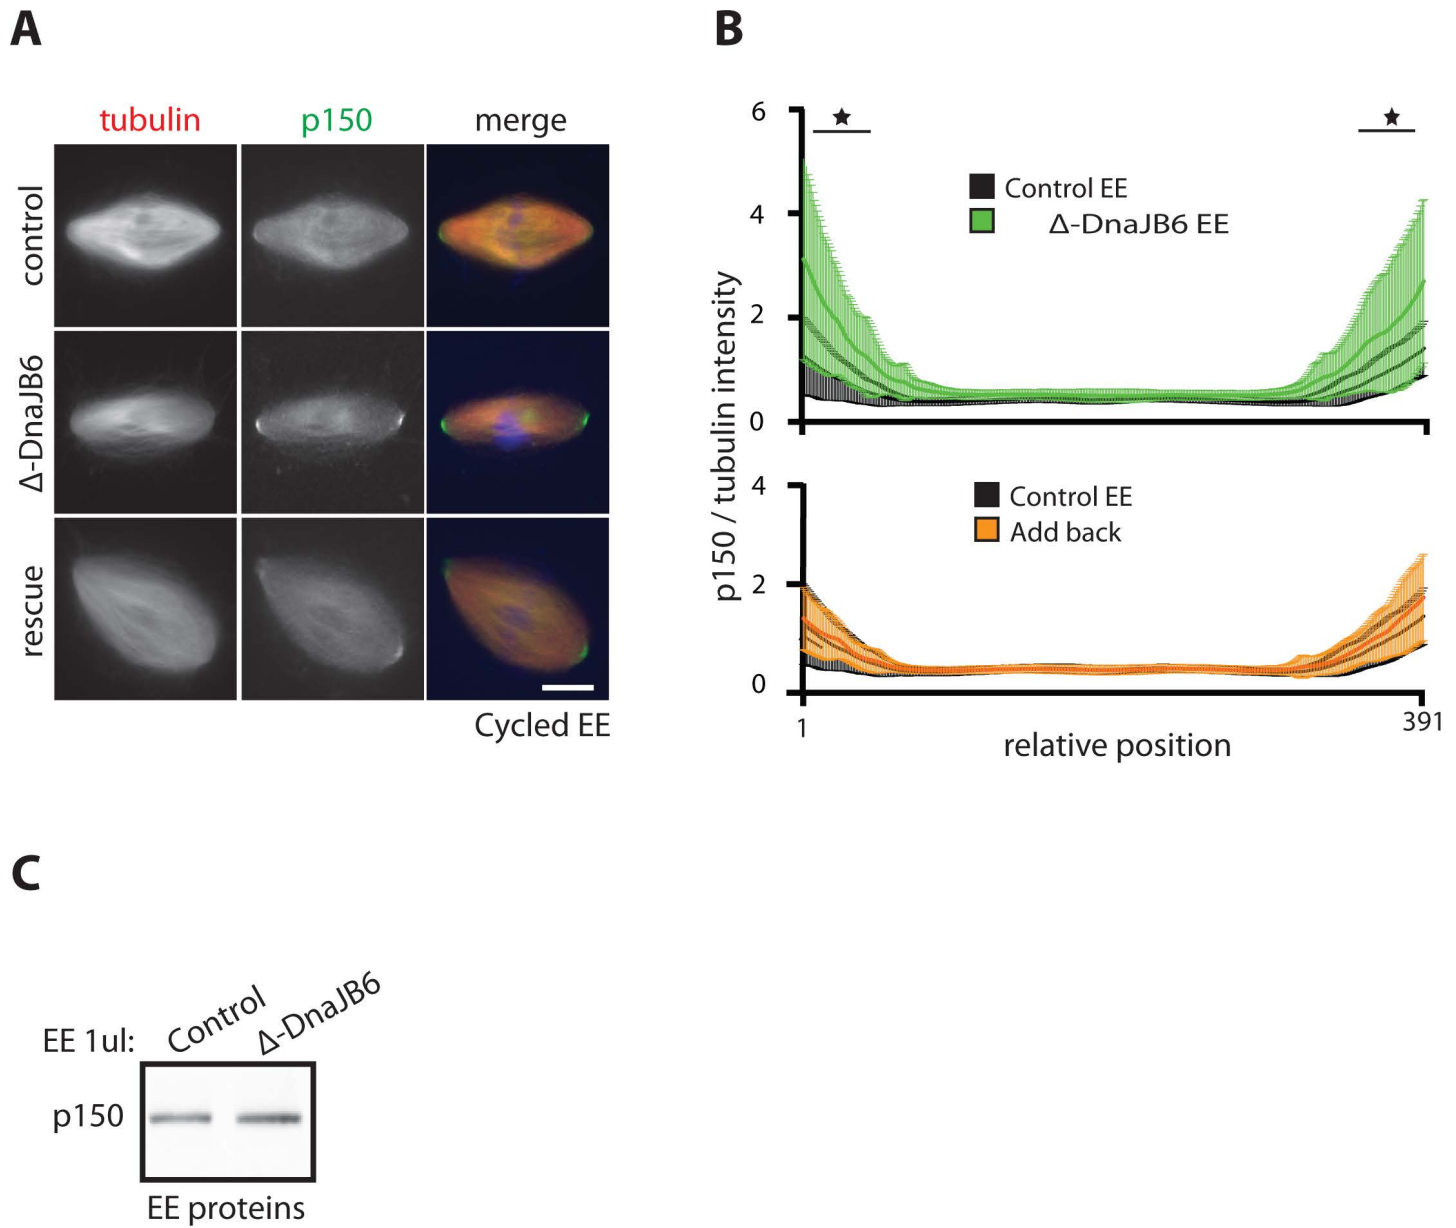 A
tubulin
p150
merge
control
Δ-DnaJB6
rescue
Cycled EE
B
p150 / tubulin intensity
6
4
2
0
★
★
Control EE
Δ-DnaJB6 EE
4
2
0
Control EE
Add back
1
391
relative position
C
EE 1ul:
Control
Δ-DnaJB6
p150
EE proteins